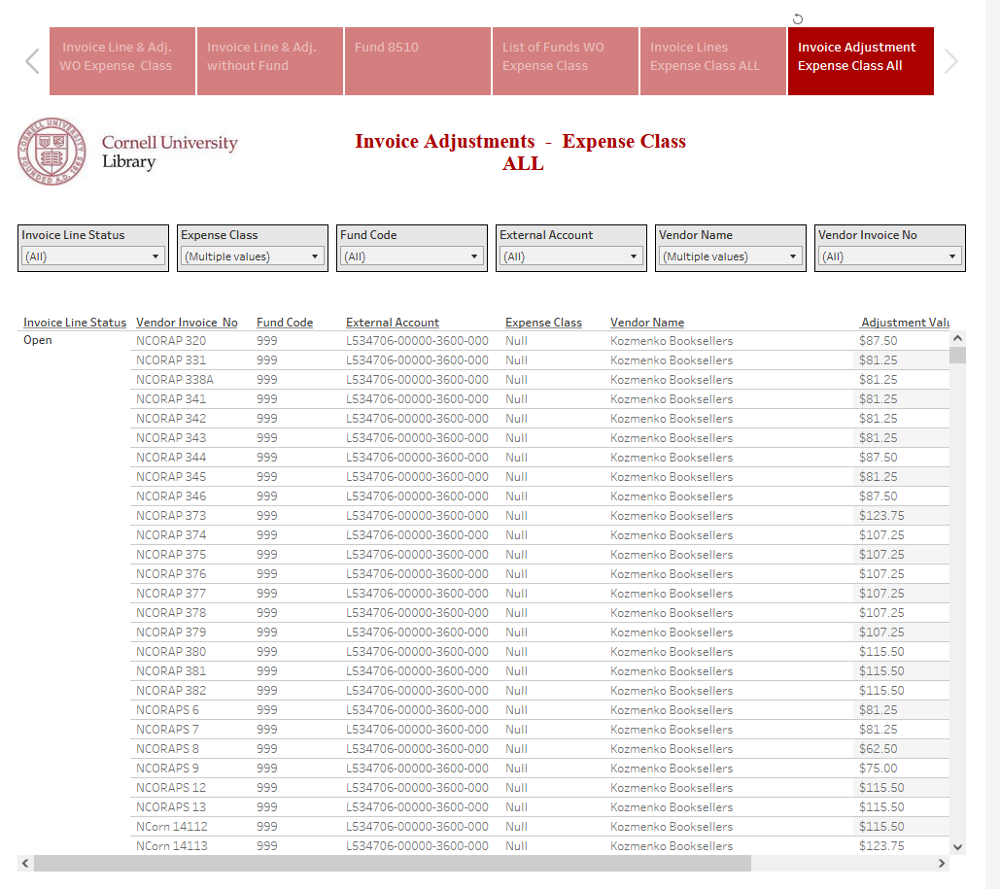 Invoice Line & Adj. WO Expense Class
Invoice Line & Adj. without Fund
Fund 8510
List of Funds WO Expense Class
Invoice Lines Expense Class ALL
Invoice Adjustment Expense Class All
CORNELL UNIVERSITY FOUNDED A.D. 1865
Cornell University
Library
Invoice Adjustments - Expense Class
ALL
Invoice Line Status Expense Class Fund Code External Account Vendor Name Vendor Invoice No
(All) (Multiple values) (All) (All) (Multiple values) (All)
Invoice Line Status Vendor Invoice No Fund Code External Account Expense Class Vendor Name Adjustment Valu
Open NCORAP 320 999 L534706-00000-3600-000 Null Kozmenko Booksellers $87.50
NCORAP 331 999 L534706-00000-3600-000 Null Kozmenko Booksellers $81.25
NCORAP 338A 999 L534706-00000-3600-000 Null Kozmenko Booksellers $81.25
NCORAP 341 999 L534706-00000-3600-000 Null Kozmenko Booksellers $81.25
NCORAP 342 999 L534706-00000-3600-000 Null Kozmenko Booksellers $81.25
NCORAP 343 999 L534706-00000-3600-000 Null Kozmenko Booksellers $81.25
NCORAP 344 999 L534706-00000-3600-000 Null Kozmenko Booksellers $87.50
NCORAP 345 999 L534706-00000-3600-000 Null Kozmenko Booksellers $81.25
NCORAP 346 999 L534706-00000-3600-000 Null Kozmenko Booksellers $87.50
NCORAP 373 999 L534706-00000-3600-000 Null Kozmenko Booksellers $123.75
NCORAP 374 999 L534706-00000-3600-000 Null Kozmenko Booksellers $107.25
NCORAP 375 999 L534706-00000-3600-000 Null Kozmenko Booksellers $107.25
NCORAP 376 999 L534706-00000-3600-000 Null Kozmenko Booksellers $107.25
NCORAP 377 999 L534706-00000-3600-000 Null Kozmenko Booksellers $107.25
NCORAP 378 999 L534706-00000-3600-000 Null Kozmenko Booksellers $107.25
NCORAP 379 999 L534706-00000-3600-000 Null Kozmenko Booksellers $107.25
NCORAP 380 999 L534706-00000-3600-000 Null Kozmenko Booksellers $115.50
NCORAP 381 999 L534706-00000-3600-000 Null Kozmenko Booksellers $115.50
NCORAP 382 999 L534706-00000-3600-000 Null Kozmenko Booksellers $115.50
NCORAPS 6 999 L534706-00000-3600-000 Null Kozmenko Booksellers $81.25
NCORAPS 7 999 L534706-00000-3600-000 Null Kozmenko Booksellers $81.25
NCORAPS 8 999 L534706-00000-3600-000 Null Kozmenko Booksellers $62.50
NCORAPS 9 999 L534706-00000-3600-000 Null Kozmenko Booksellers $75.00
NCORAPS 12 999 L534706-00000-3600-000 Null Kozmenko Booksellers $115.50
NCORAPS 13 999 L534706-00000-3600-000 Null Kozmenko Booksellers $115.50
NCorn 14112 999 L534706-00000-3600-000 Null Kozmenko Booksellers $115.50
NCorn 14113 999 L534706-00000-3600-000 Null Kozmenko Booksellers $123.75